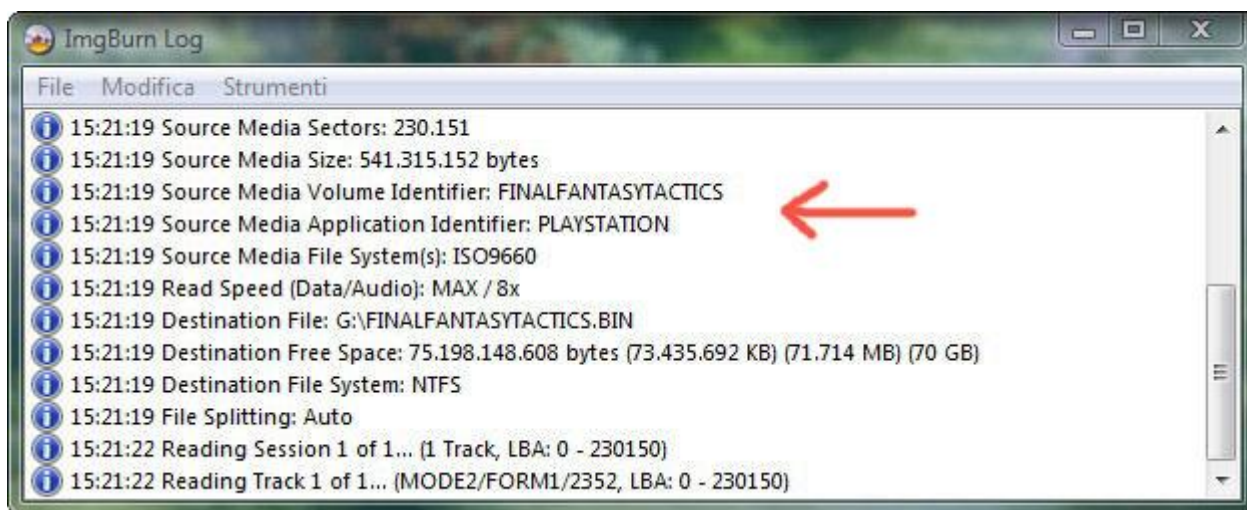 ImgBurn Log
File Modifica Strumenti
15:21:19 Source Media Sectors: 230.151
15:21:19 Source Media Size: 541.315.152 bytes
15:21:19 Source Media Volume Identifier: FINALFANTASYTACTICS
15:21:19 Source Media Application Identifier: PLAYSTATION
15:21:19 Source Media File System(s): ISO9660
15:21:19 Read Speed (Data/Audio): MAX / 8x
15:21:19 Destination File: G:\FINALFANTASYTACTICS.BIN
15:21:19 Destination Free Space: 75.198.148.608 bytes (73.435.692 KB) (71.714 MB) (70 GB)
15:21:19 Destination File System: NTFS
15:21:19 File Splitting: Auto
15:21:22 Reading Session 1 of 1... (1 Track, LBA: 0 - 230150)
15:21:22 Reading Track 1 of 1... (MODE2/FORM1/2352, LBA: 0 - 230150)